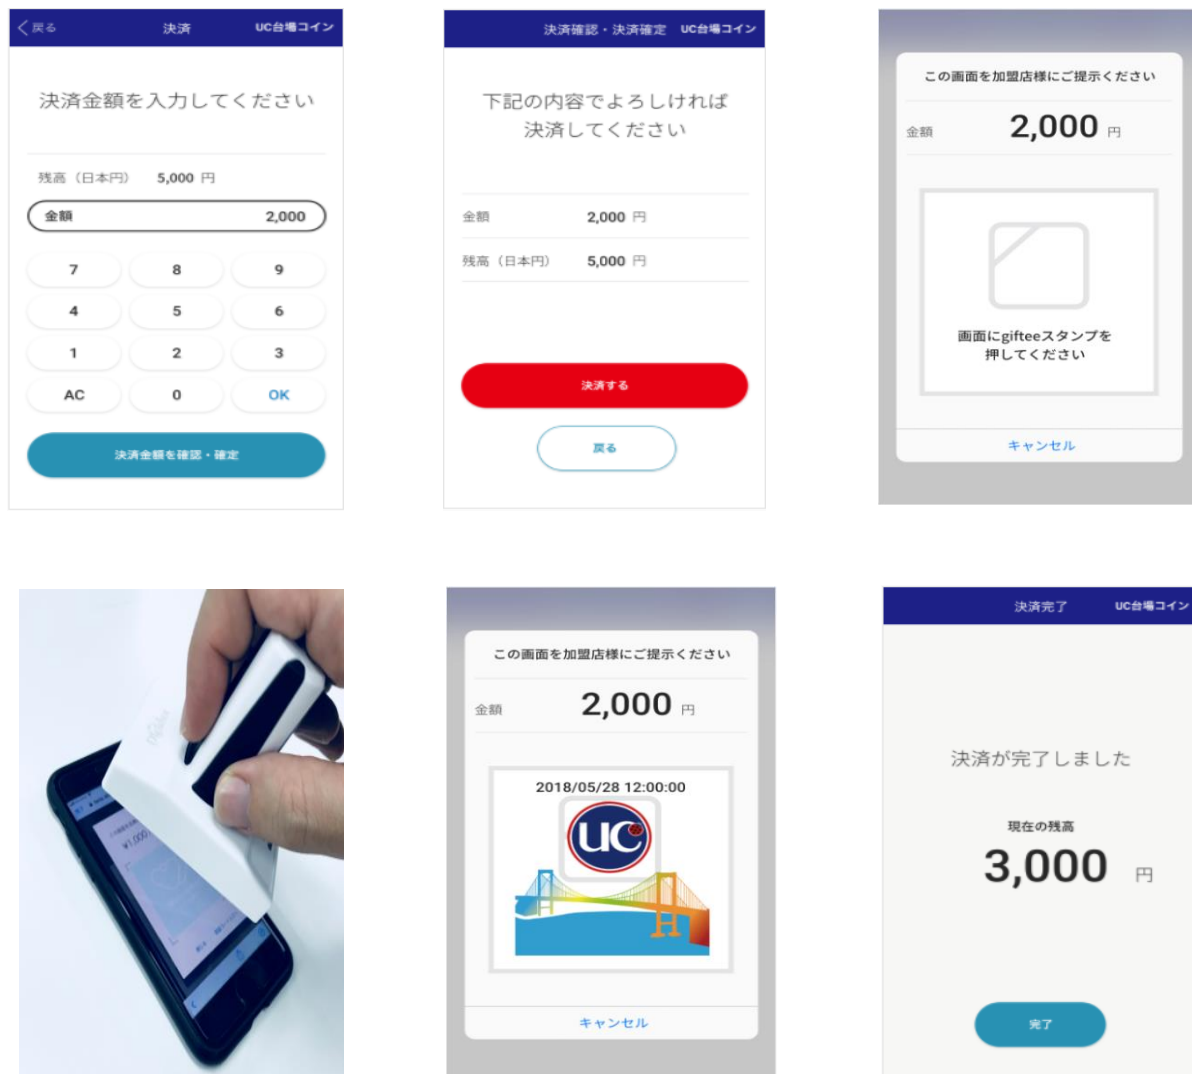 戻る
決済
UC台場コイン
決済金額を入力してください
残高（日本円） 5,000 円
金額 2,000
7 8 9
4 5 6
1 2 3
AC 0 OK
決済金額を確認・確定
決済確認・決済確定
UC台場コイン
下記の内容でよろしければ
決済してください
金額 2,000 円
残高（日本円） 5,000 円
決済する
戻る
この画面を加盟店様にご提示ください
金額 2,000 円
画面にgifteeスタンプを
押してください
キャンセル
¥1,000
この画面を加盟店様にご提示ください
金額 2,000 円
2018/05/28 12:00:00
UC
キャンセル
決済完了
UC台場コイン
決済が完了しました
現在の残高
3,000 円
完了